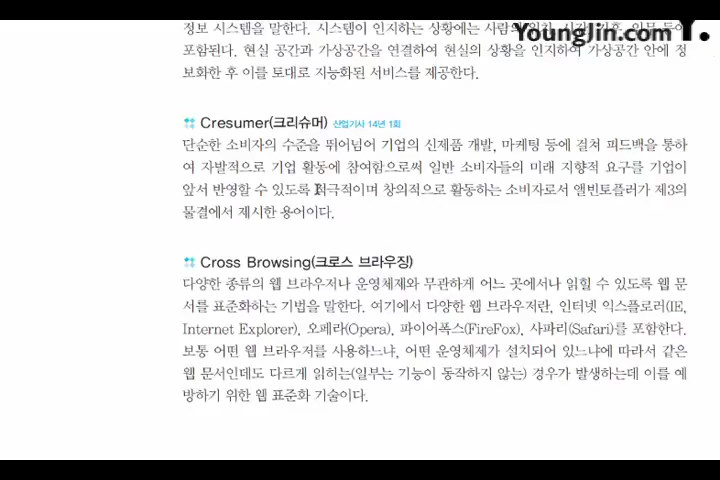 정보 시스템을 말한다. 시스템이 인지하는 상황에는 사람의
YoungJin.com Y.
포함된다. 현실 공간과 가상공간을 연결하여 현실의 상황을 인지하여 가상공간 안에 정
보화한 후 이를 토대로 지능화된 서비스를 제공한다.
Cresumer(크리슈머) 산업기사 14년 1회
단순한 소비자의 수준을 뛰어넘어 기업의 신제품 개발, 마케팅 등에 걸쳐 피드백을 통하
여 자발적으로 기업 활동에 참여함으로써 일반 소비자들의 미래 지향적 요구를 기업이
앞서 반영할 수 있도록 적극적이며 창의적으로 활동하는 소비자로서 앨빈토플러가 제3의
물결에서 제시한 용어이다.
Cross Browsing(크로스 브라우징)
다양한 종류의 웹 브라우저나 운영체제와 무관하게 어느 곳에서나 읽힐 수 있도록 웹 문
서를 표준화하는 기법을 말한다. 여기에서 다양한 웹 브라우저란, 인터넷 익스플로러(IE,
Internet Explorer), 오페라(Opera), 파이어폭스(FireFox), 사파리(Safari)를 포함한다.
보통 어떤 웹 브라우저를 사용하느냐, 어떤 운영체제가 설치되어 있느냐에 따라서 같은
웹 문서인데도 다르게 읽히는(일부는 기능이 동작하지 않는) 경우가 발생하는데 이를 예
방하기 위한 웹 표준화 기술이다.